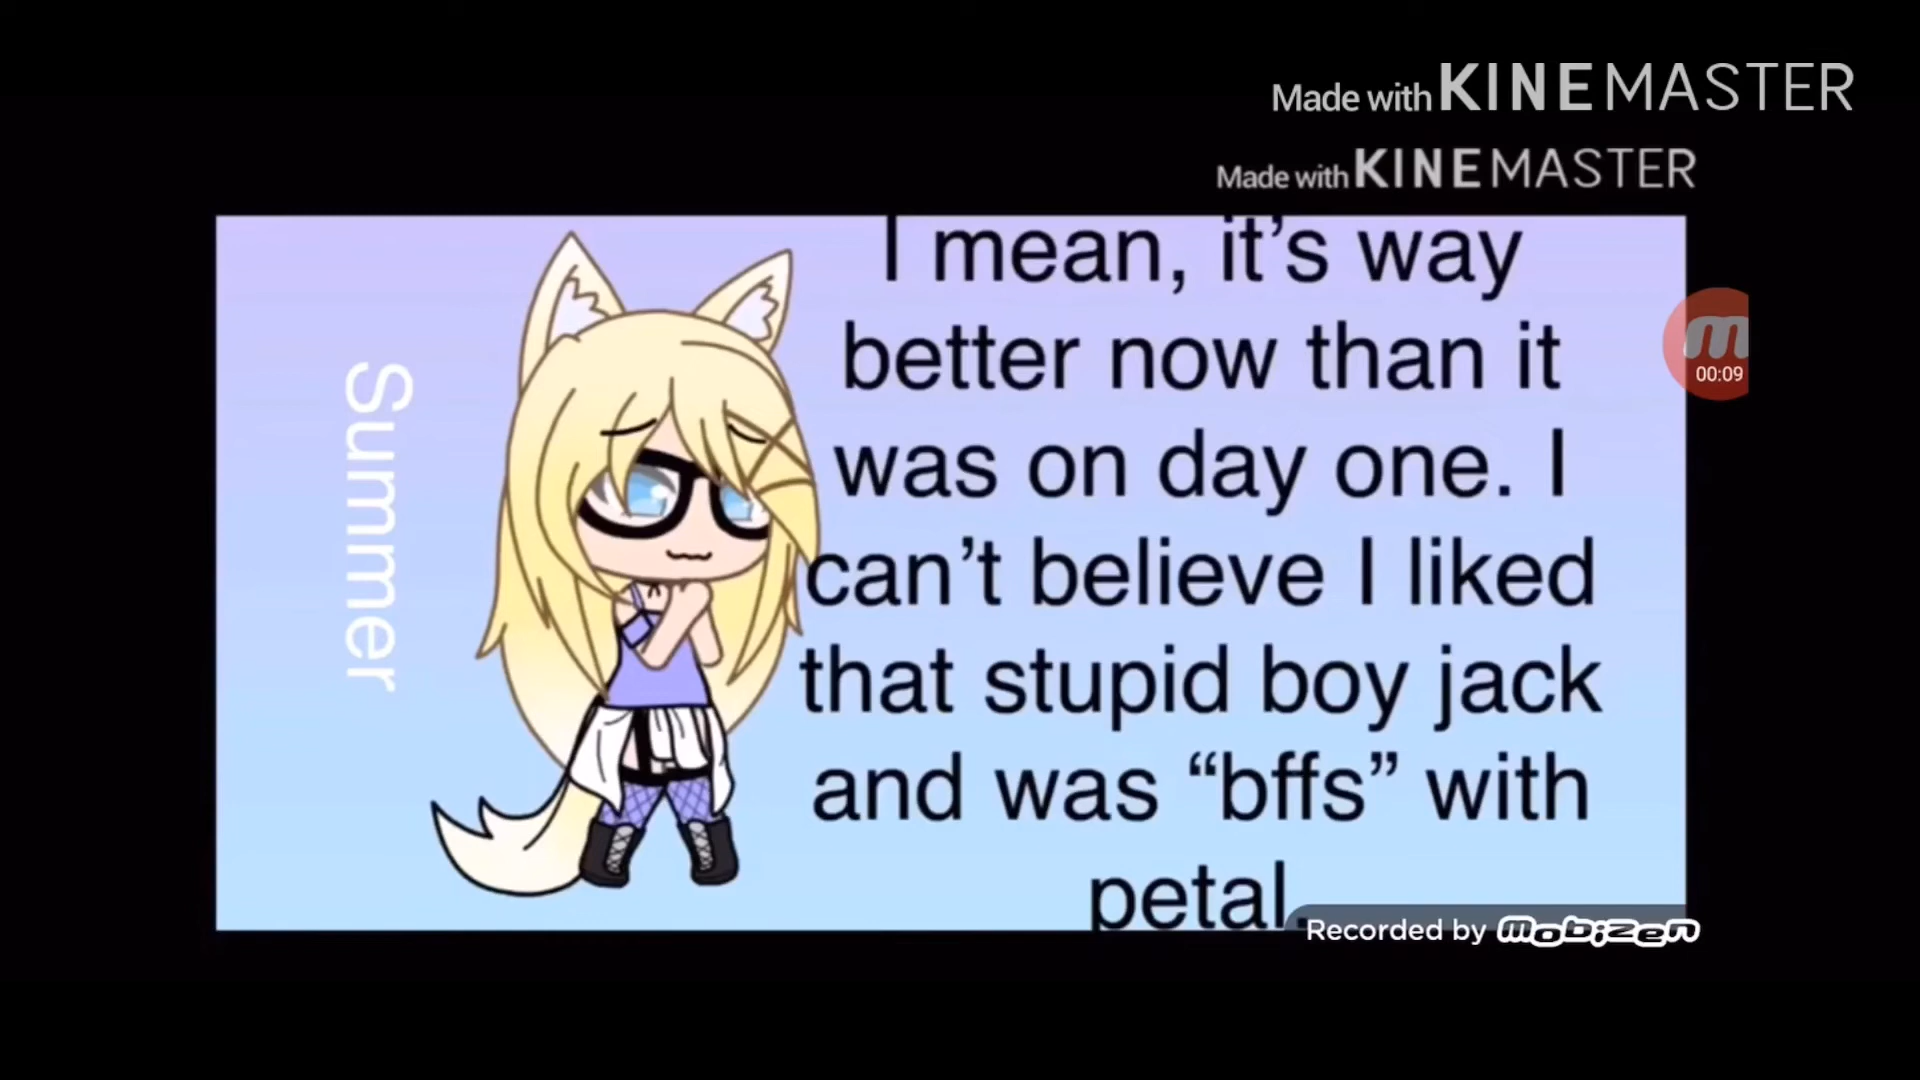 Made with KINEMASTER
Made with KINEMASTER
Summer
I mean, it’s way
better now than it
was on day one. I
can’t believe I liked
that stupid boy jack
and was “bffs” with
petal.
00:09
Recorded by mobizen